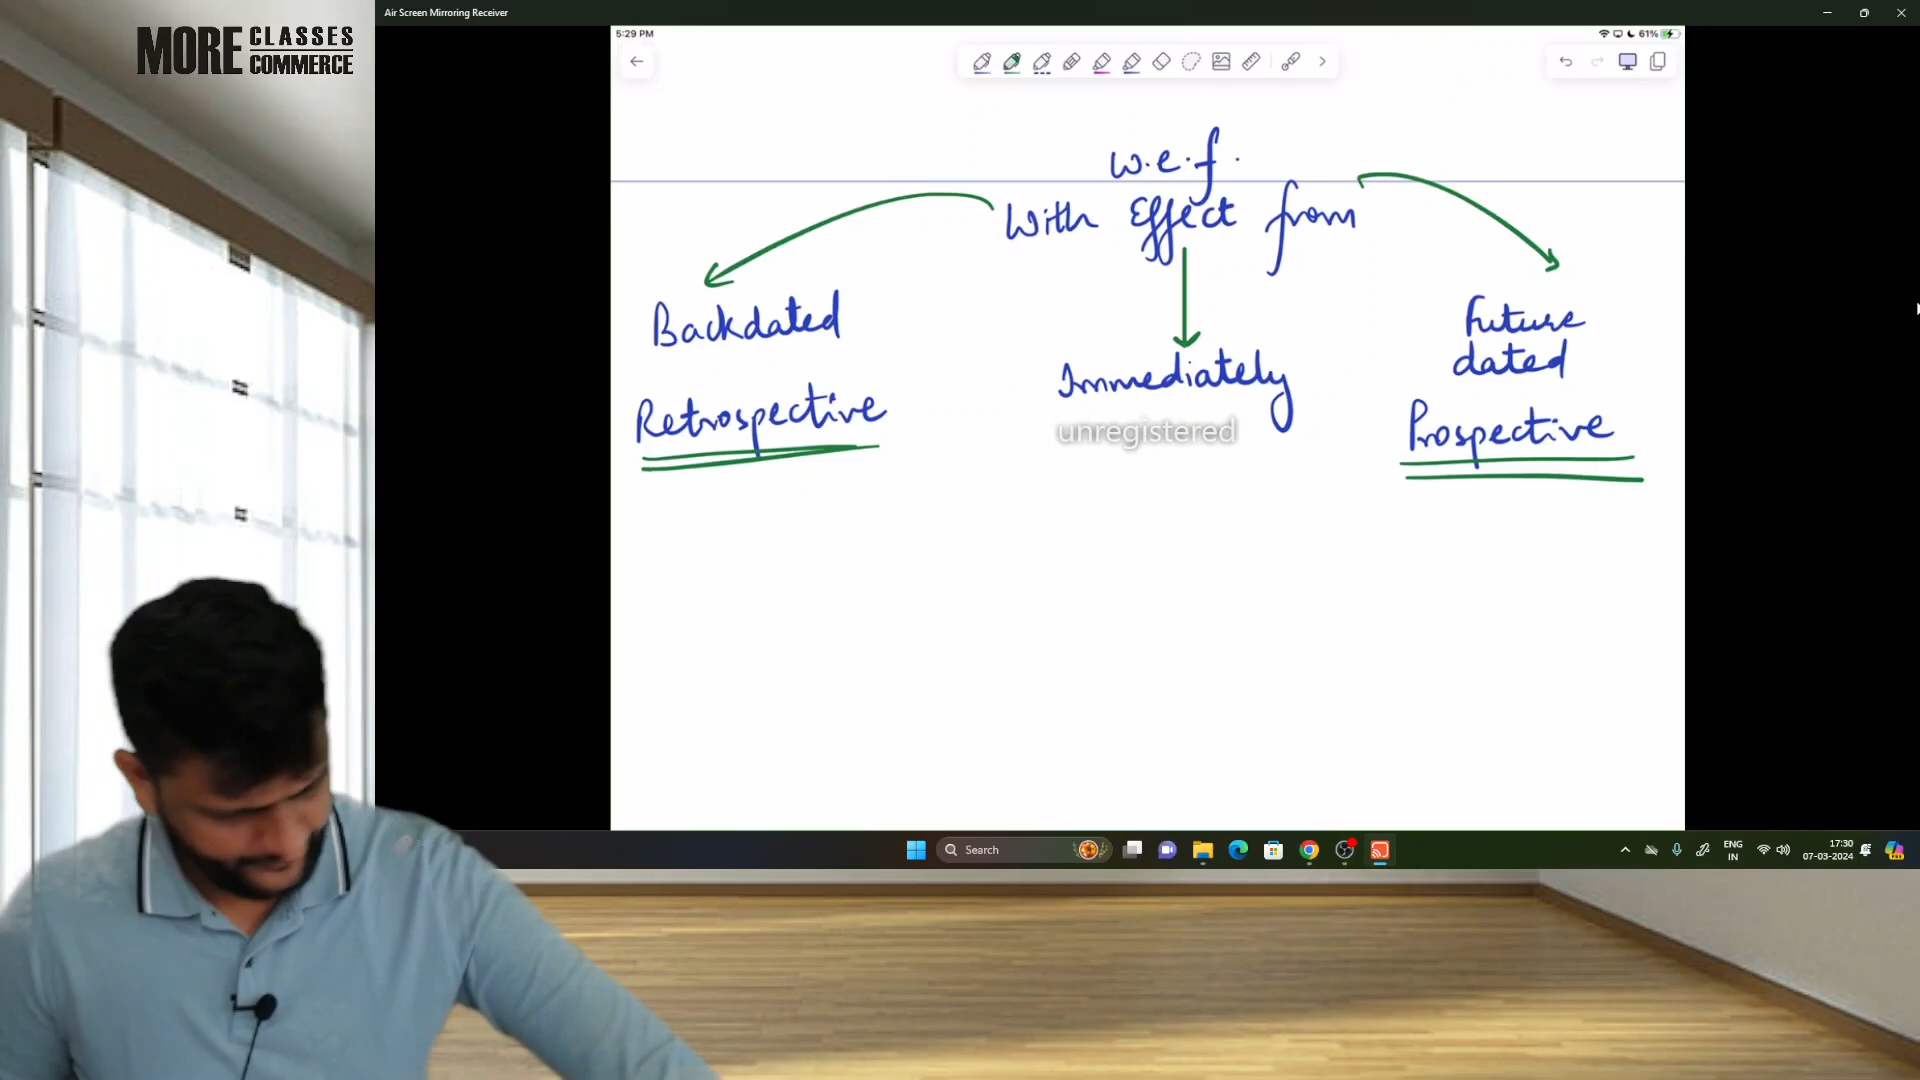 Air Screen Mirroring Receiver
MORE CLASSES COMMERCE
5:29 PM
61%
w.e.f.
With Effect from
Backdated
Retrospective
Immediately
unregistered
Future
dated
Prospective
Search
ENG
IN
17:30
07-03-2024